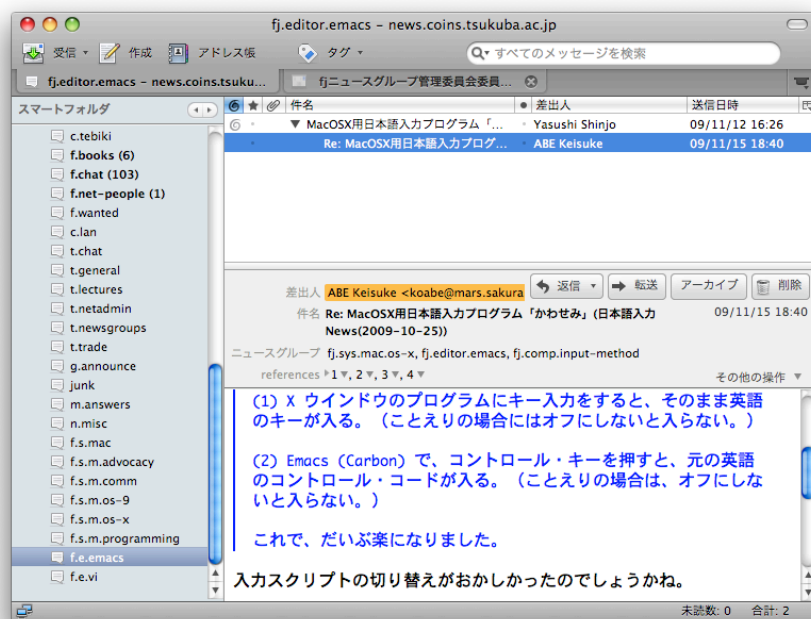 fj.editor.emacs – news.coins.tsukuba.ac.jp
受信 作成 アドレス帳 タグ すべてのメッセージを検索
fj.editor.emacs – news.coins.tsuku... fjニュースグループ管理委員会委員...
スマートフォルダ
c.tebiki
f.books (6)
f.chat (103)
f.net-people (1)
f.wanted
c.lan
t.chat
t.general
t.lectures
t.netadmin
t.newsgroups
t.trade
g.announce
junk
m.answers
n.misc
f.s.mac
f.s.m.advocacy
f.s.m.comm
f.s.m.os-9
f.s.m.os-x
f.s.m.programming
f.e.emacs
f.e.vi
件名 差出人 送信日時
▼ MacOSX用日本語入力プログラム「... Yasushi Shinjo 09/11/12 16:26
Re: MacOSX用日本語入力プログ... ABE Keisuke 09/11/15 18:40
差出人 ABE Keisuke <koabe@mars.sakura 返信 転送 アーカイブ 削除
件名 Re: MacOSX用日本語入力プログラム「かわせみ」(日本語入力 09/11/15 18:40
News(2009-10-25))
ニュースグループ fj.sys.mac.os-x, fj.editor.emacs, fj.comp.input-method
references 1, 2, 3, 4 その他の操作
(1) X ウインドウのプログラムにキー入力をすると、そのまま英語
のキーが入る。（ことえりの場合にはオフにしないと入らない。）
(2) Emacs (Carbon) で、コントロール・キーを押すと、元の英語
のコントロール・コードが入る。（ことえりの場合は、オフにしな
いと入らない。）
これで、だいぶ楽になりました。
入力スクリプトの切り替えがおかしかったのでしょうかね。
未読数: 0 合計: 2